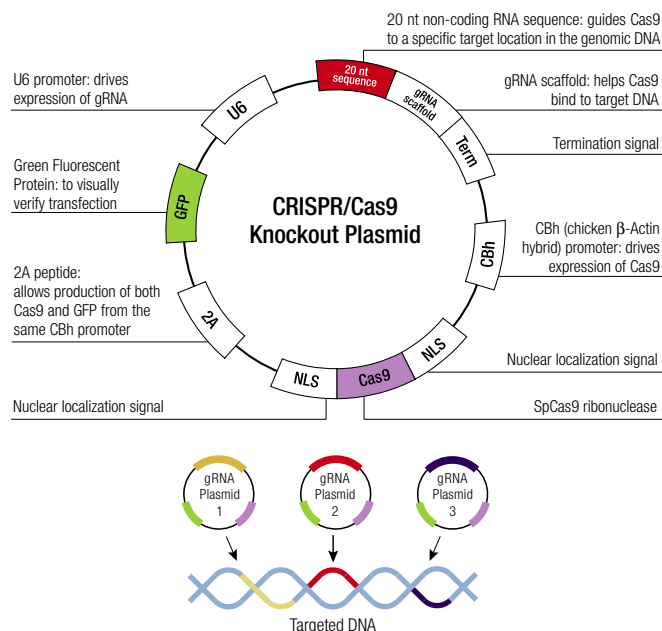 20 nt non-coding RNA sequence: guides Cas9
to a specific target location in the genomic DNA
U6 promoter: drives
expression of gRNA
gRNA scaffold: helps Cas9
bind to target DNA
Termination signal
Green Fluorescent
Protein: to visually
verify transfection
CBh (chicken β-Actin
hybrid) promoter: drives
expression of Cas9
2A peptide:
allows production of both
Cas9 and GFP from the
same CBh promoter
Nuclear localization signal
Nuclear localization signal
SpCas9 ribonuclease
20 nt
sequence
gRNA
scaffold
Term
CBh
NLS
Cas9
NLS
2A
GFP
U6
CRISPR/Cas9
Knockout Plasmid
gRNA
Plasmid
1
gRNA
Plasmid
2
gRNA
Plasmid
3
Targeted DNA